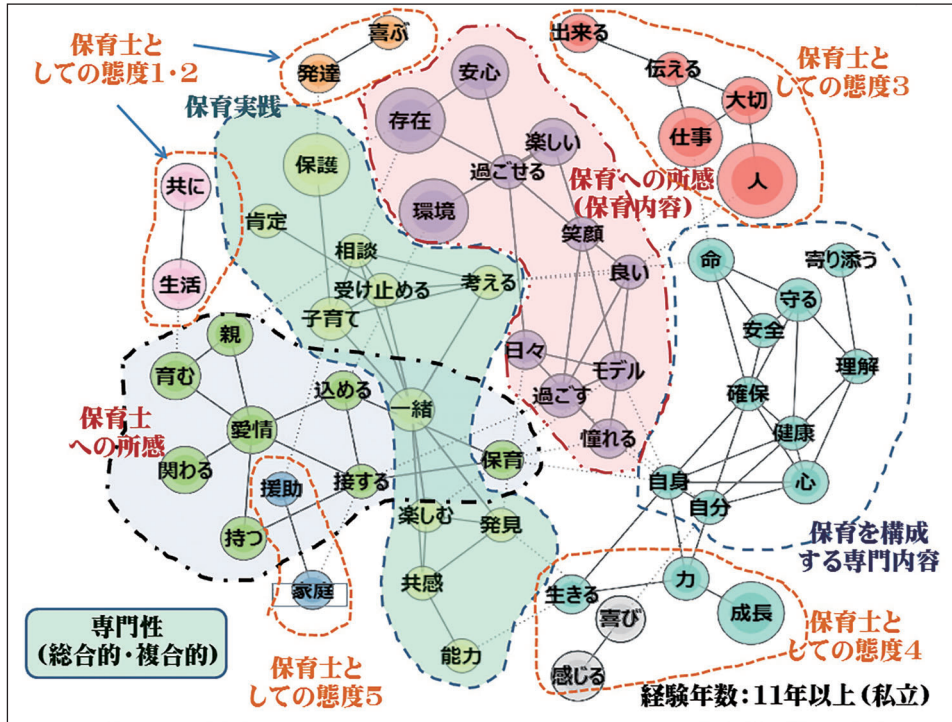 保育士と
しての態度1・2
喜ぶ
発達
保育実践
安心
存在
楽しい
過ごせる
環境
保育への所感
(保育内容)
笑顔
良い
日々
モデル
過ごす
憧れる
出来る
伝える
大切
仕事
人
保育士と
しての態度3
共に
生活
保護
肯定
相談
受け止める
考える
子育て
一緒
楽しむ
発見
共感
能力
親
育む
込める
愛情
保育士
への所感
関わる
接する
保育
持つ
援助
家庭
保育士と
しての態度5
命
寄り添う
守る
安全
理解
確保
健康
自身
自分
心
保育を構成
する専門内容
生きる
力
喜び
成長
感じる
保育士と
しての態度4
専門性
(総合的・複合的)
経験年数:11年以上(私立)